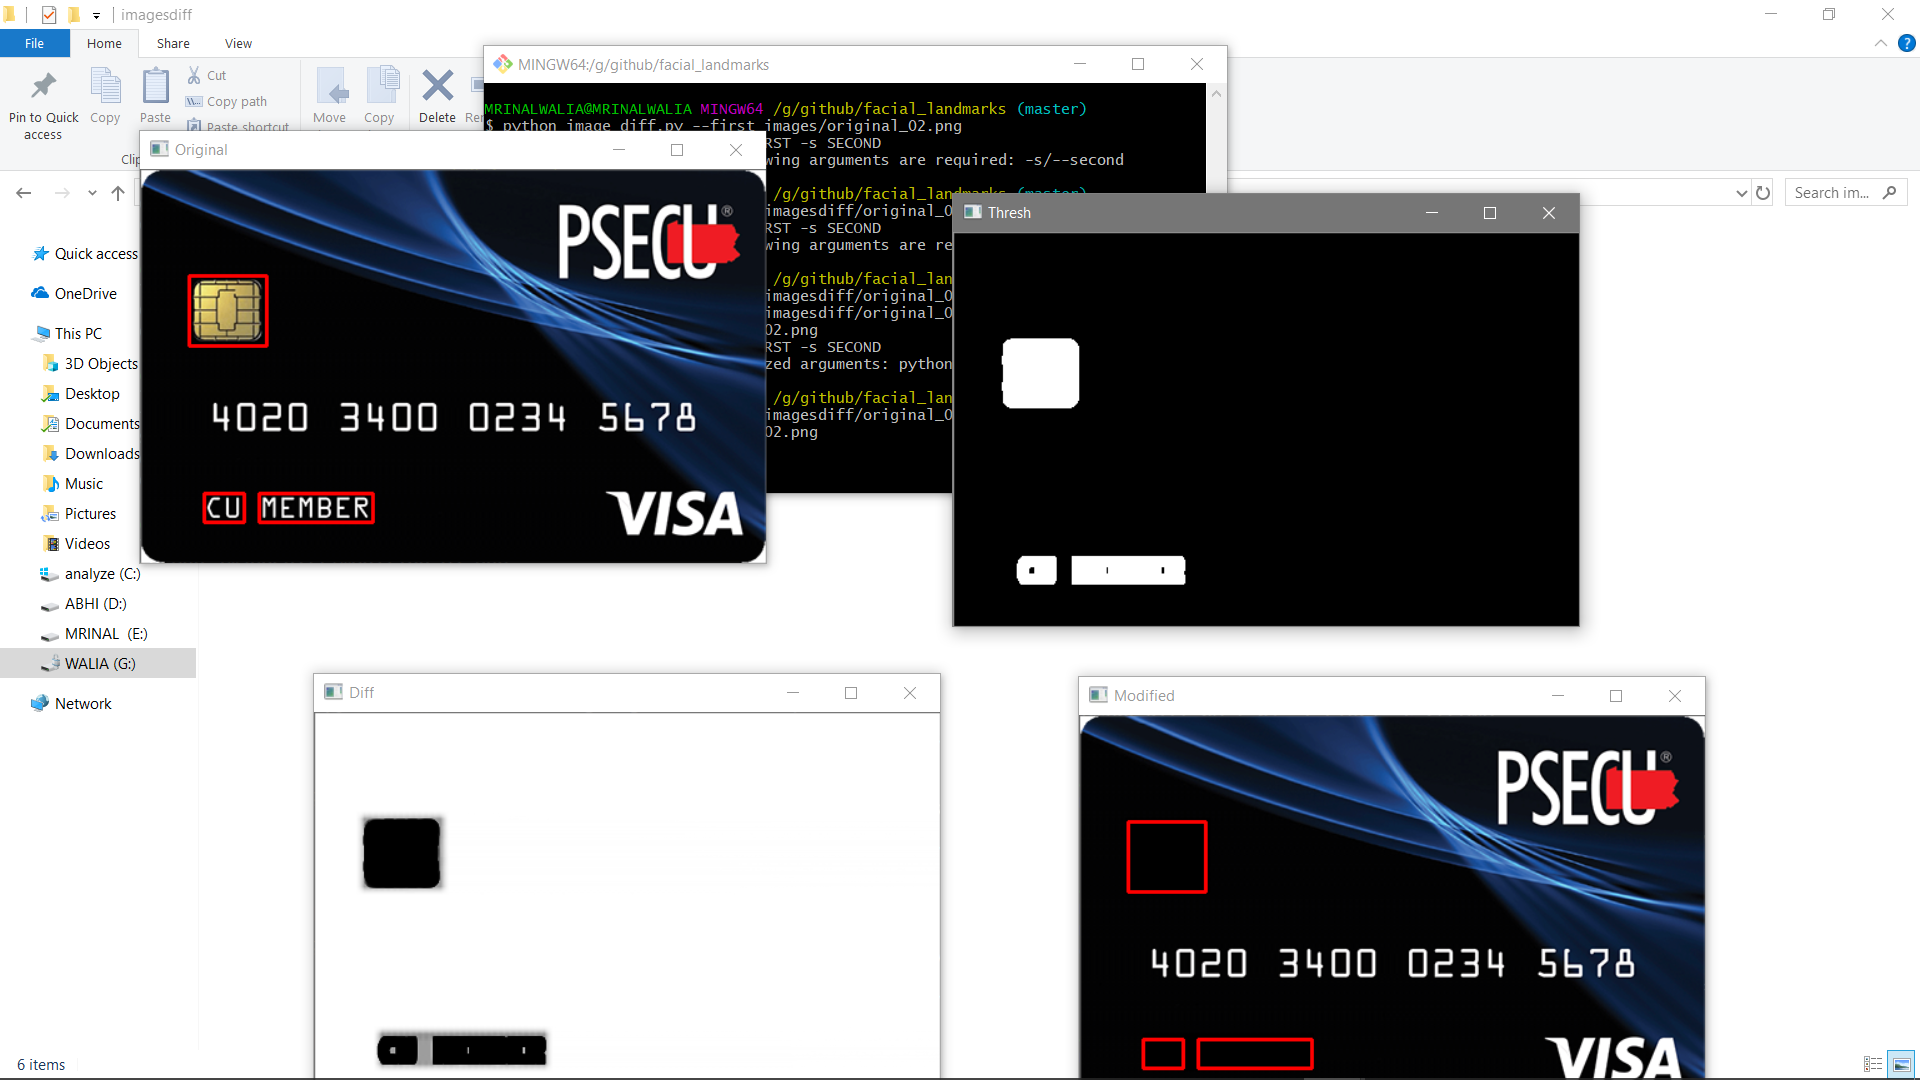 imagesdiff
File
Home
Share
View
Pin to Quick access
Copy
Paste
Cut
Copy path
Paste shortcut
Move
Copy
Delete
MINGW64:/g/github/facial_landmarks
MRINALWALIA@MRINALWALIA MINGW64 /g/github/facial_landmarks (master)
$ python image_diff.py --first images/original_02.png
RST -s SECOND
wing arguments are required: -s/--second
/g/github/facial_landmarks (master)
imagesdiff/original_0
RST -s SECOND
wing arguments are re
/g/github/facial_lan
imagesdiff/original_0
imagesdiff/original_0
02.png
RST -s SECOND
zed arguments: python
/g/github/facial_lan
imagesdiff/original_0
02.png
Search im...
Quick access
OneDrive
This PC
3D Objects
Desktop
Documents
Downloads
Music
Pictures
Videos
analyze (C:)
ABHI (D:)
MRINAL (E:)
WALIA (G:)
Network
6 items
Original
PSECU®
4020 3400 0234 5678
CU MEMBER
VISA
Thresh
Diff
Modified
PSECU®
4020 3400 0234 5678
VISA